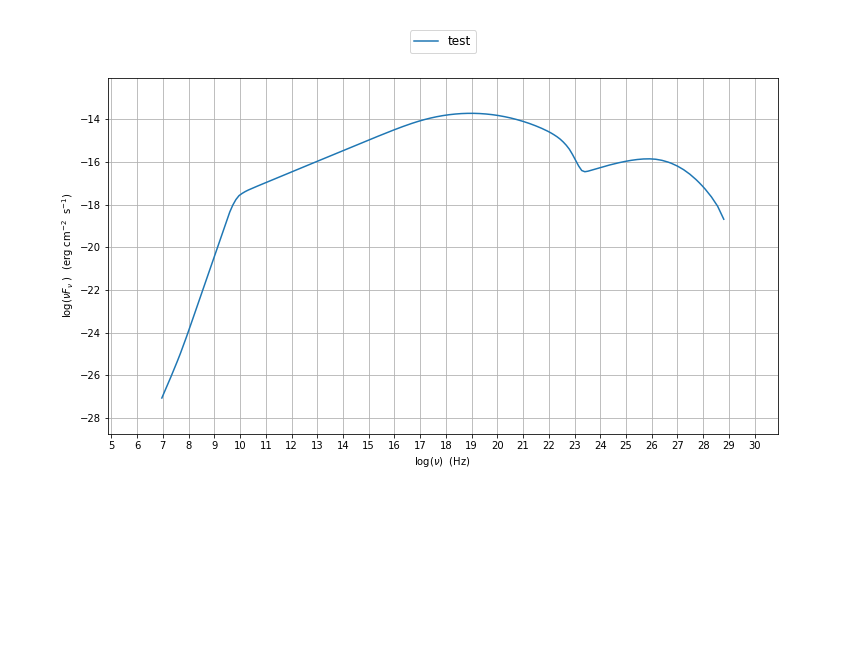 test
log(νFν )  (erg cm⁻²  s⁻¹)
−14
−16
−18
−20
−22
−24
−26
−28
5 6 7 8 9 10 11 12 13 14 15 16 17 18 19 20 21 22 23 24 25 26 27 28 29 30
log(ν)  (Hz)